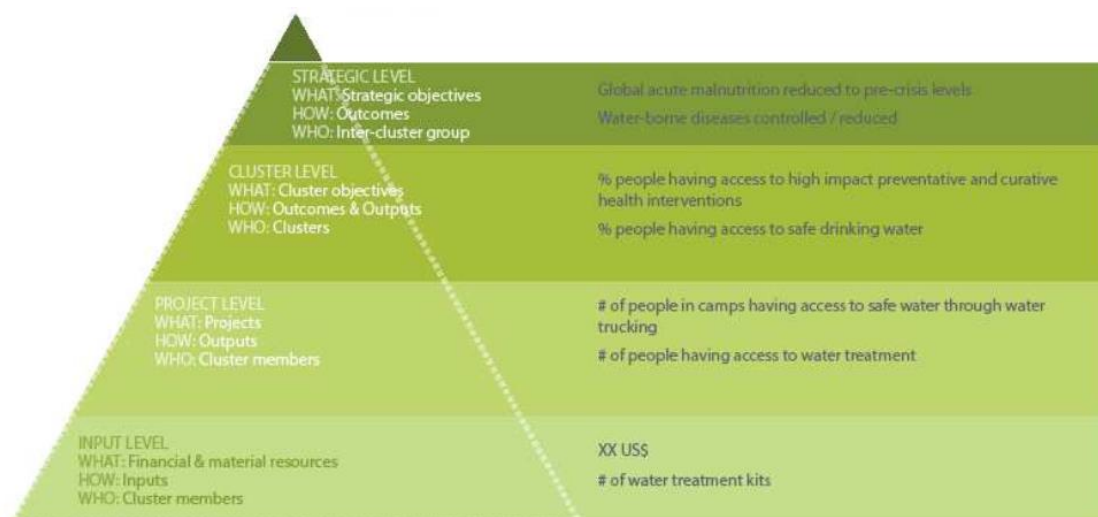 STRATEGIC LEVEL
WHAT: Strategic objectives
HOW: Outcomes
WHO: Inter-cluster group
Global acute malnutrition reduced to pre-crisis levels
Water-borne diseases controlled / reduced
CLUSTER LEVEL
WHAT: Cluster objectives
HOW: Outcomes & Outputs
WHO: Clusters
% people having access to high impact preventative and curative
health interventions
% people having access to safe drinking water
PROJECT LEVEL
WHAT: Projects
HOW: Outputs
WHO: Cluster members
# of people in camps having access to safe water through water
trucking
# of people having access to water treatment
INPUT LEVEL
WHAT: Financial & material resources
HOW: Inputs
WHO: Cluster members
XX US$
# of water treatment kits